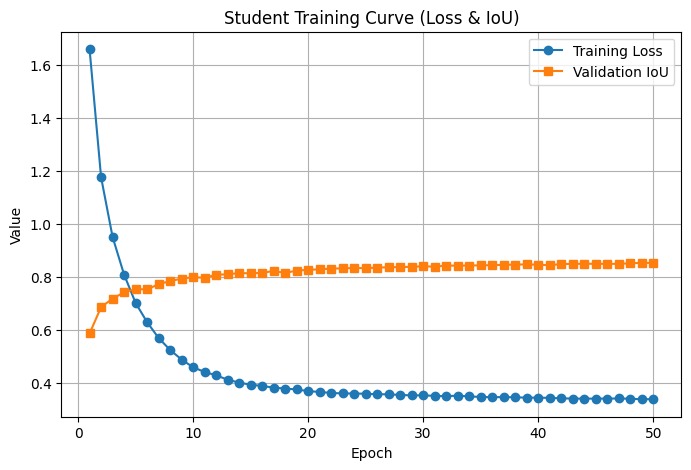 Student Training Curve (Loss & IoU)
Training Loss
Validation IoU
Value
1.6
1.4
1.2
1.0
0.8
0.6
0.4
0 10 20 30 40 50
Epoch